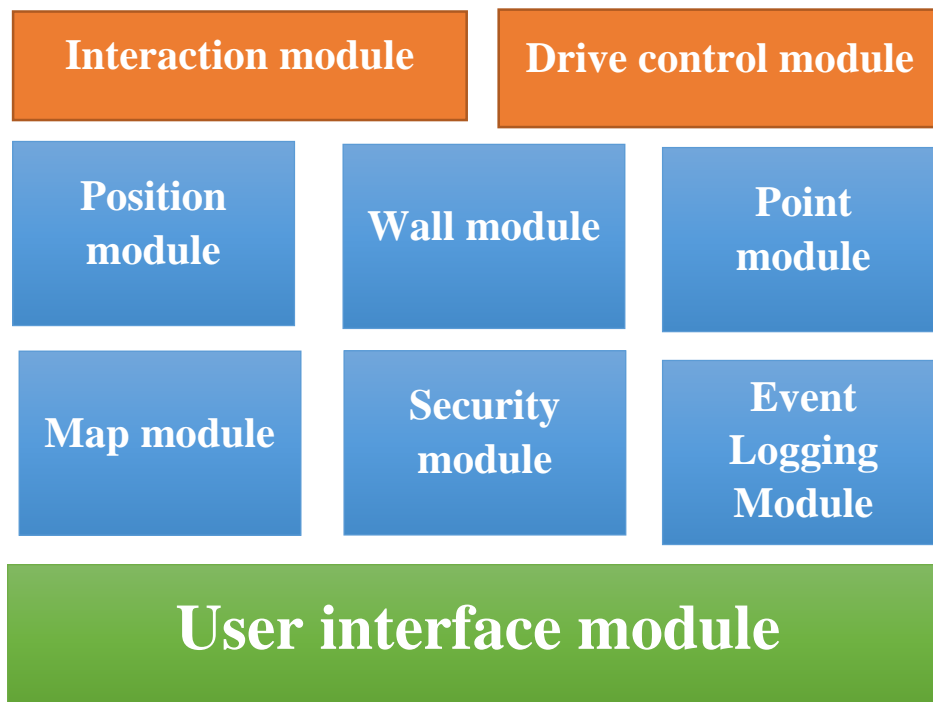 Interaction module
Drive control module
Position
module
Wall module
Point
module
Map module
Security
module
Event
Logging
Module
User interface module